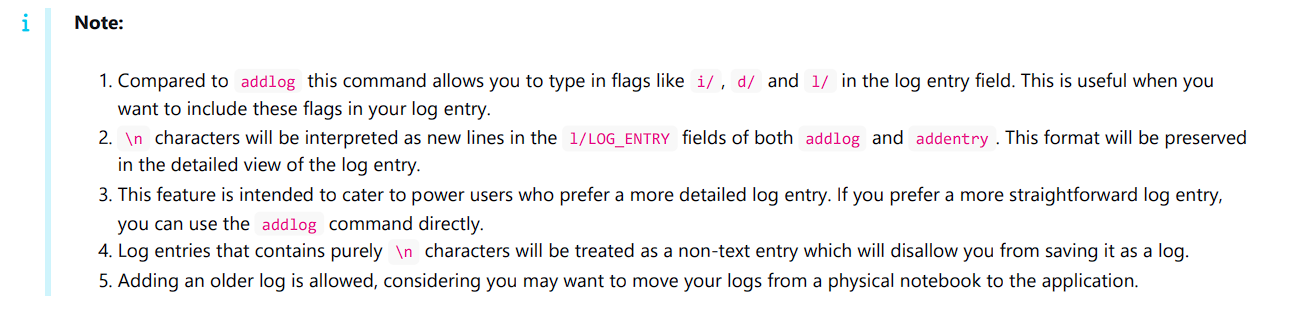 i
Note:
1. Compared to addlog this command allows you to type in flags like i/ , d/ and l/ in the log entry field. This is useful when you
want to include these flags in your log entry.
2. \n characters will be interpreted as new lines in the l/LOG_ENTRY fields of both addlog and addentry . This format will be preserved
in the detailed view of the log entry.
3. This feature is intended to cater to power users who prefer a more detailed log entry. If you prefer a more straightforward log entry,
you can use the addlog command directly.
4. Log entries that contains purely \n characters will be treated as a non-text entry which will disallow you from saving it as a log.
5. Adding an older log is allowed, considering you may want to move your logs from a physical notebook to the application.